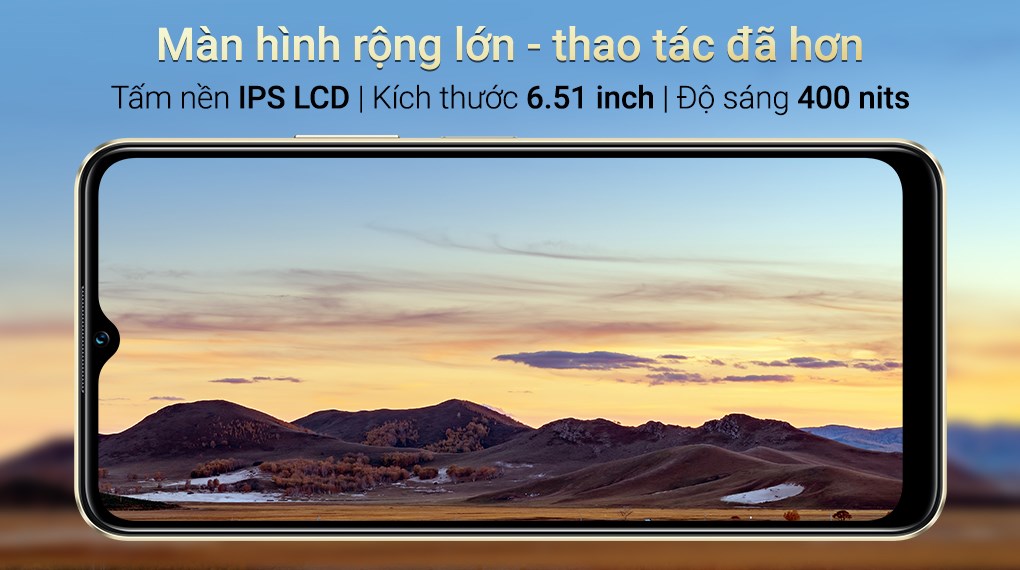 Màn hình rộng lớn - thao tác đã hơn
Tấm nền IPS LCD | Kích thước 6.51 inch | Độ sáng 400 nits